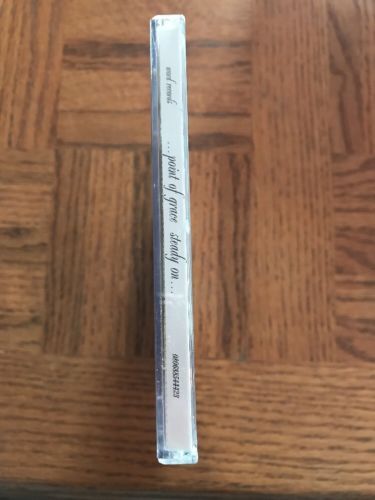 word records
...point of grace steady on...